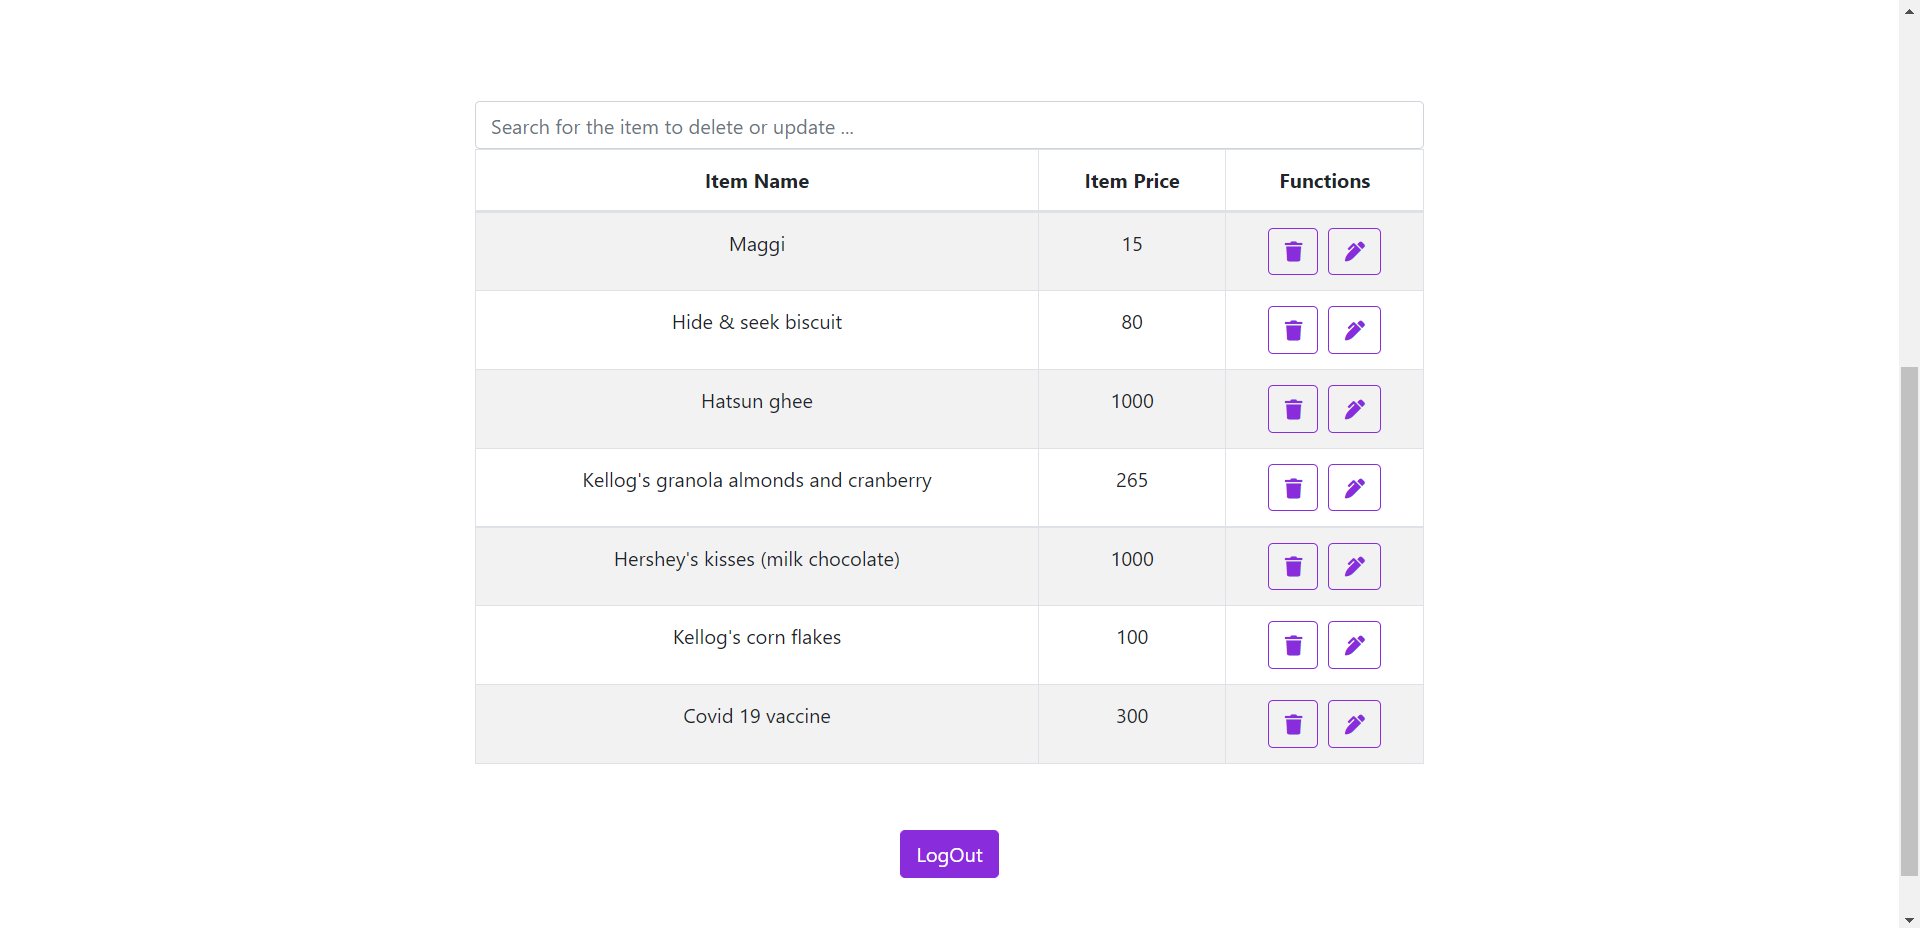 Search for the item to delete or update ...
Item Name Item Price Functions
Maggi 15
Hide & seek biscuit 80
Hatsun ghee 1000
Kellog's granola almonds and cranberry 265
Hershey's kisses (milk chocolate) 1000
Kellog's corn flakes 100
Covid 19 vaccine 300
LogOut